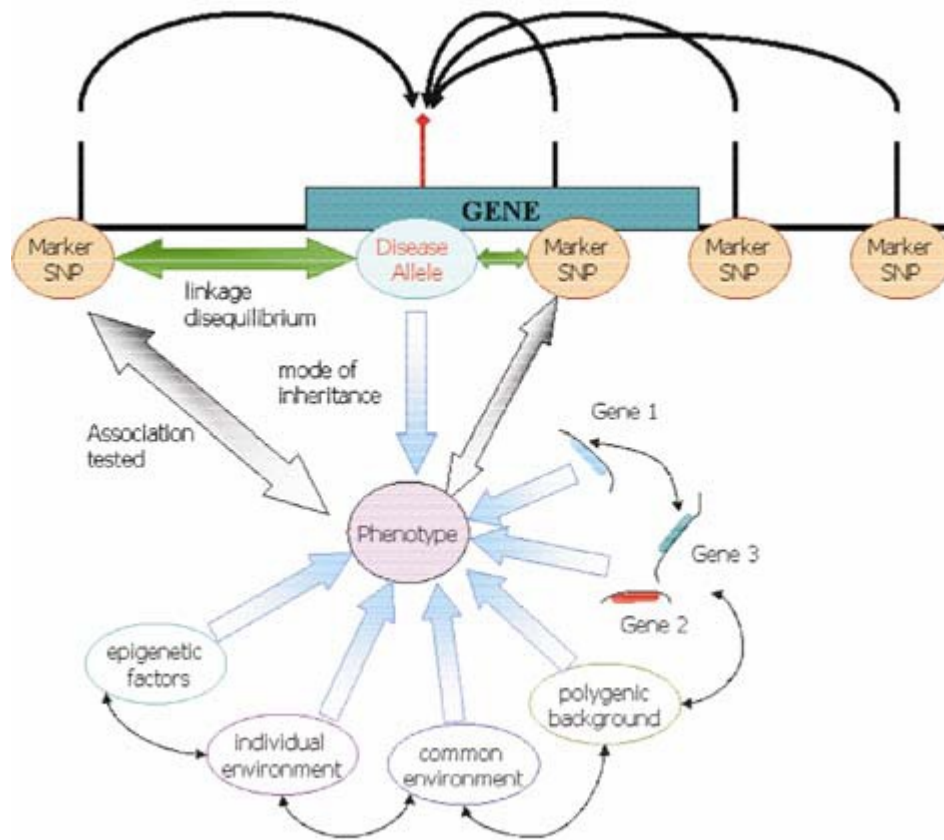 GENE
Marker
SNP
Disease
Allele
Marker
SNP
Marker
SNP
Marker
SNP
linkage
disequilibrium
mode of
inheritance
Association
tested
Gene 1
Phenotype
Gene 3
Gene 2
epigenetic
factors
polygenic
background
individual
environment
common
environment